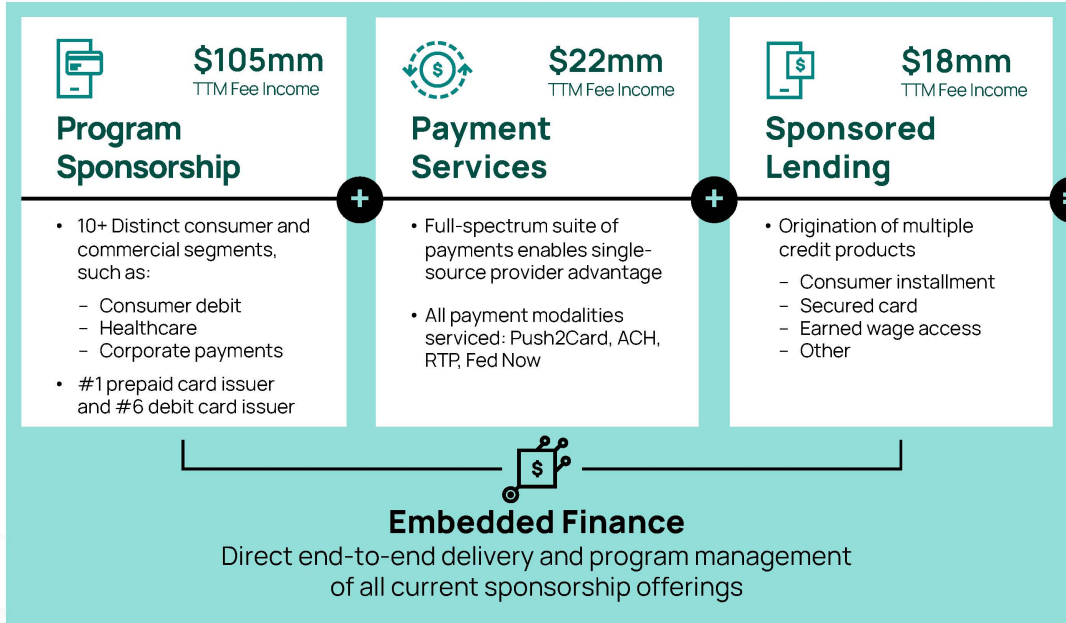 $105mm
TTM Fee Income
Program
Sponsorship
• 10+ Distinct consumer and
commercial segments,
such as:
– Consumer debit
– Healthcare
– Corporate payments
• #1 prepaid card issuer
and #6 debit card issuer
+
$
$22mm
TTM Fee Income
Payment
Services
• Full-spectrum suite of
payments enables single-
source provider advantage
• All payment modalities
serviced: Push2Card, ACH,
RTP, Fed Now
+
$
$18mm
TTM Fee Income
Sponsored
Lending
• Origination of multiple
credit products
– Consumer installment
– Secured card
– Earned wage access
– Other
$
Embedded Finance
Direct end-to-end delivery and program management
of all current sponsorship offerings